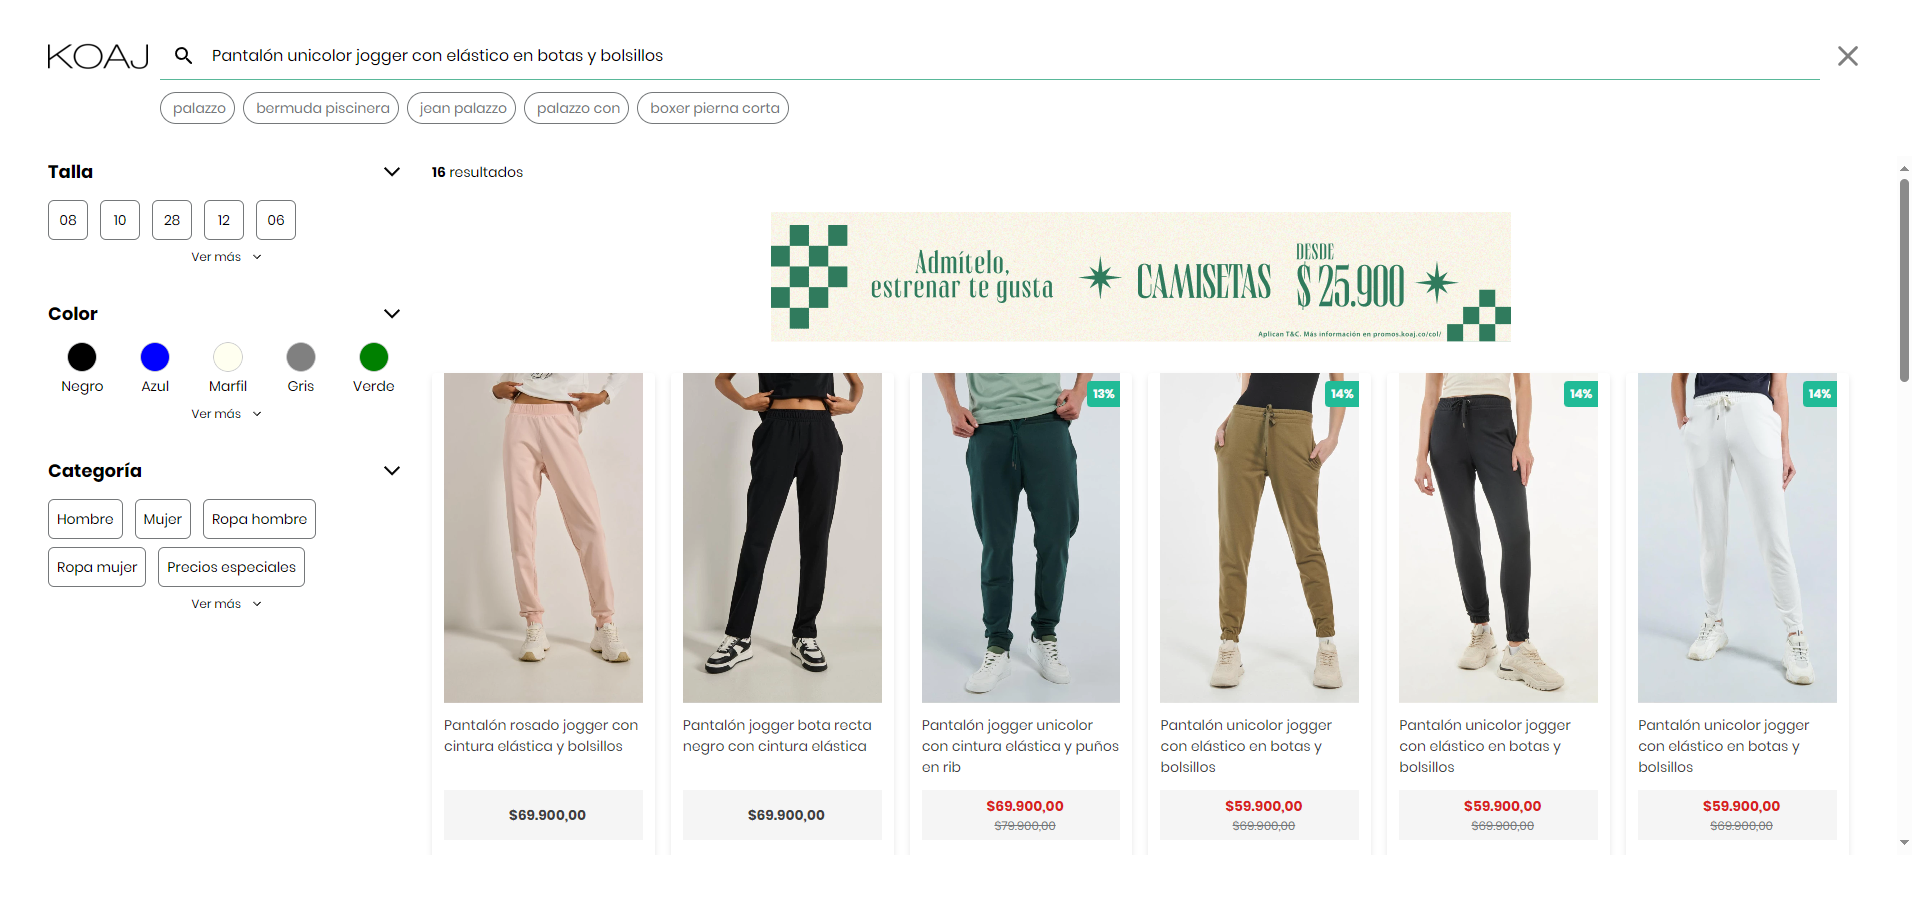 KOAJ
Pantalón unicolor jogger con elástico en botas y bolsillos
palazzo
bermuda piscinera
jean palazzo
palazzo con
boxer pierna corta
Talla
08
10
28
12
06
Ver más
Color
Negro
Azul
Marfil
Gris
Verde
Ver más
Categoría
Hombre
Mujer
Ropa hombre
Ropa mujer
Precios especiales
Ver más
16 resultados
Admítelo,
estrenar te gusta
CAMISETAS
DESDE
$ 25.900
Aplican T&C. Más información en promos.koaj.co/col/
Pantalón rosado jogger con
cintura elástica y bolsillos
$69.900,00
Pantalón jogger bota recta
negro con cintura elástica
$69.900,00
13%
Pantalón jogger unicolor
con cintura elástica y puños
en rib
$69.900,00
$79.900,00
14%
Pantalón unicolor jogger
con elástico en botas y
bolsillos
$59.900,00
$69.900,00
14%
Pantalón unicolor jogger
con elástico en botas y
bolsillos
$59.900,00
$69.900,00
14%
Pantalón unicolor jogger
con elástico en botas y
bolsillos
$59.900,00
$69.900,00